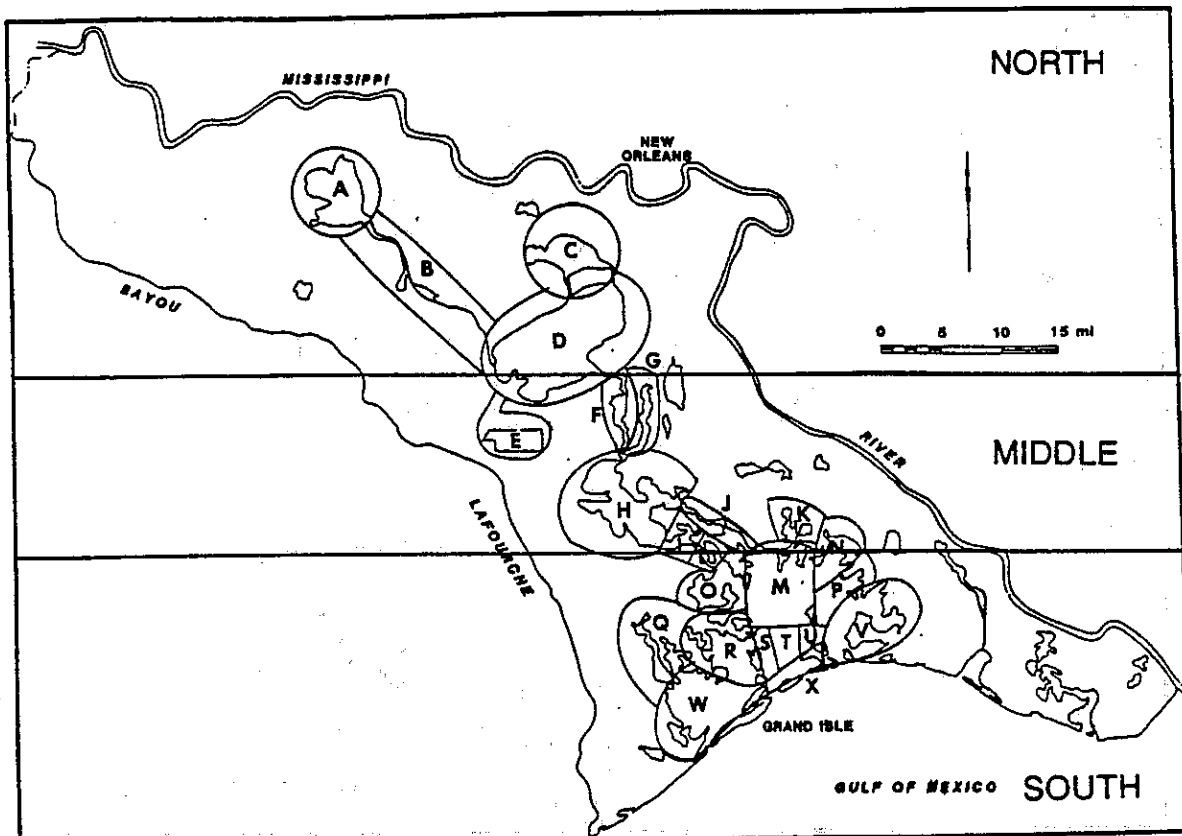 NORTH
MISSISSIPPI
NEW
ORLEANS
A
C
B
BAYOU
0 5 10 15 mi
D
G
F
RIVER
E
MIDDLE
H
J
K
LAFOURCHE
N
O
M
P
Q
R
S
T
U
V
W
X
GRAND ISLE
GULF OF MEXICO
SOUTH